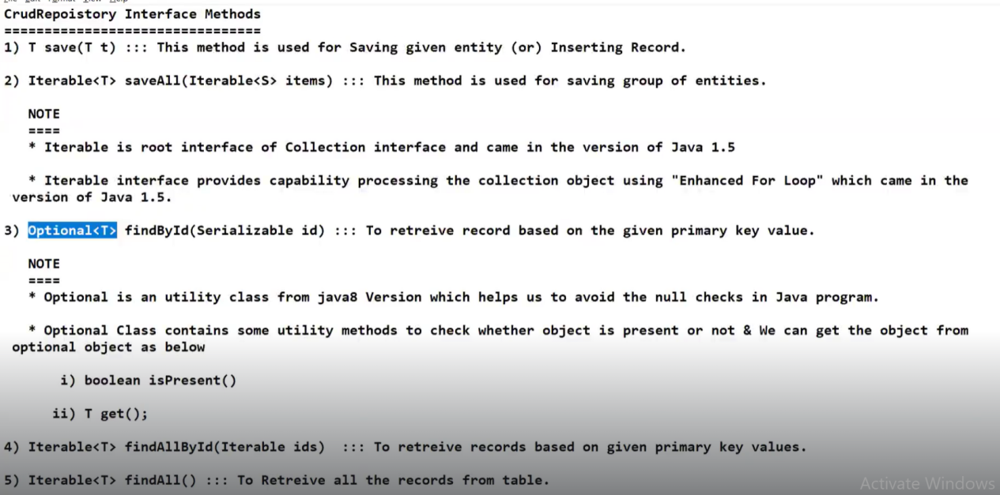 CrudRepoistory Interface Methods
================================
1) T save(T t) ::: This method is used for Saving given entity (or) Inserting Record.
2) Iterable<T> saveAll(Iterable<S> items) ::: This method is used for saving group of entities.
NOTE
====
* Iterable is root interface of Collection interface and came in the version of Java 1.5
* Iterable interface provides capability processing the collection object using "Enhanced For Loop" which came in the
version of Java 1.5.
3) Optional<T> findById(Serializable id) ::: To retreive record based on the given primary key value.
NOTE
====
* Optional is an utility class from java8 Version which helps us to avoid the null checks in Java program.
* Optional Class contains some utility methods to check whether object is present or not & We can get the object from
optional object as below
i) boolean isPresent()
ii) T get();
4) Iterable<T> findAllById(Iterable ids) ::: To retreive records based on given primary key values.
5) Iterable<T> findAll() ::: To Retreive all the records from table.
Activate Windows